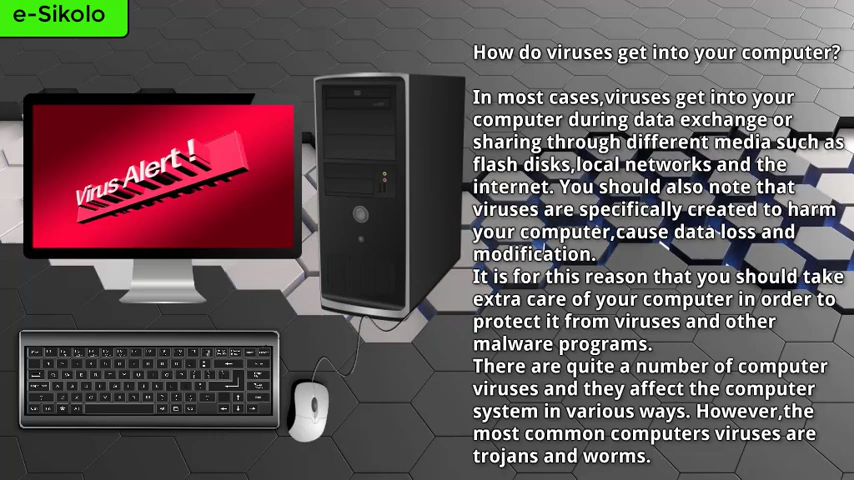 e-Sikolo
How do viruses get into your computer?
In most cases,viruses get into your
computer during data exchange or
sharing through different media such as
flash disks,local networks and the
internet. You should also note that
viruses are specifically created to harm
your computer,cause data loss and
modification.
It is for this reason that you should take
extra care of your computer in order to
protect it from viruses and other
malware programs.
There are quite a number of computer
viruses and they affect the computer
system in various ways. However,the
most common computers viruses are
trojans and worms.
Virus Alert !